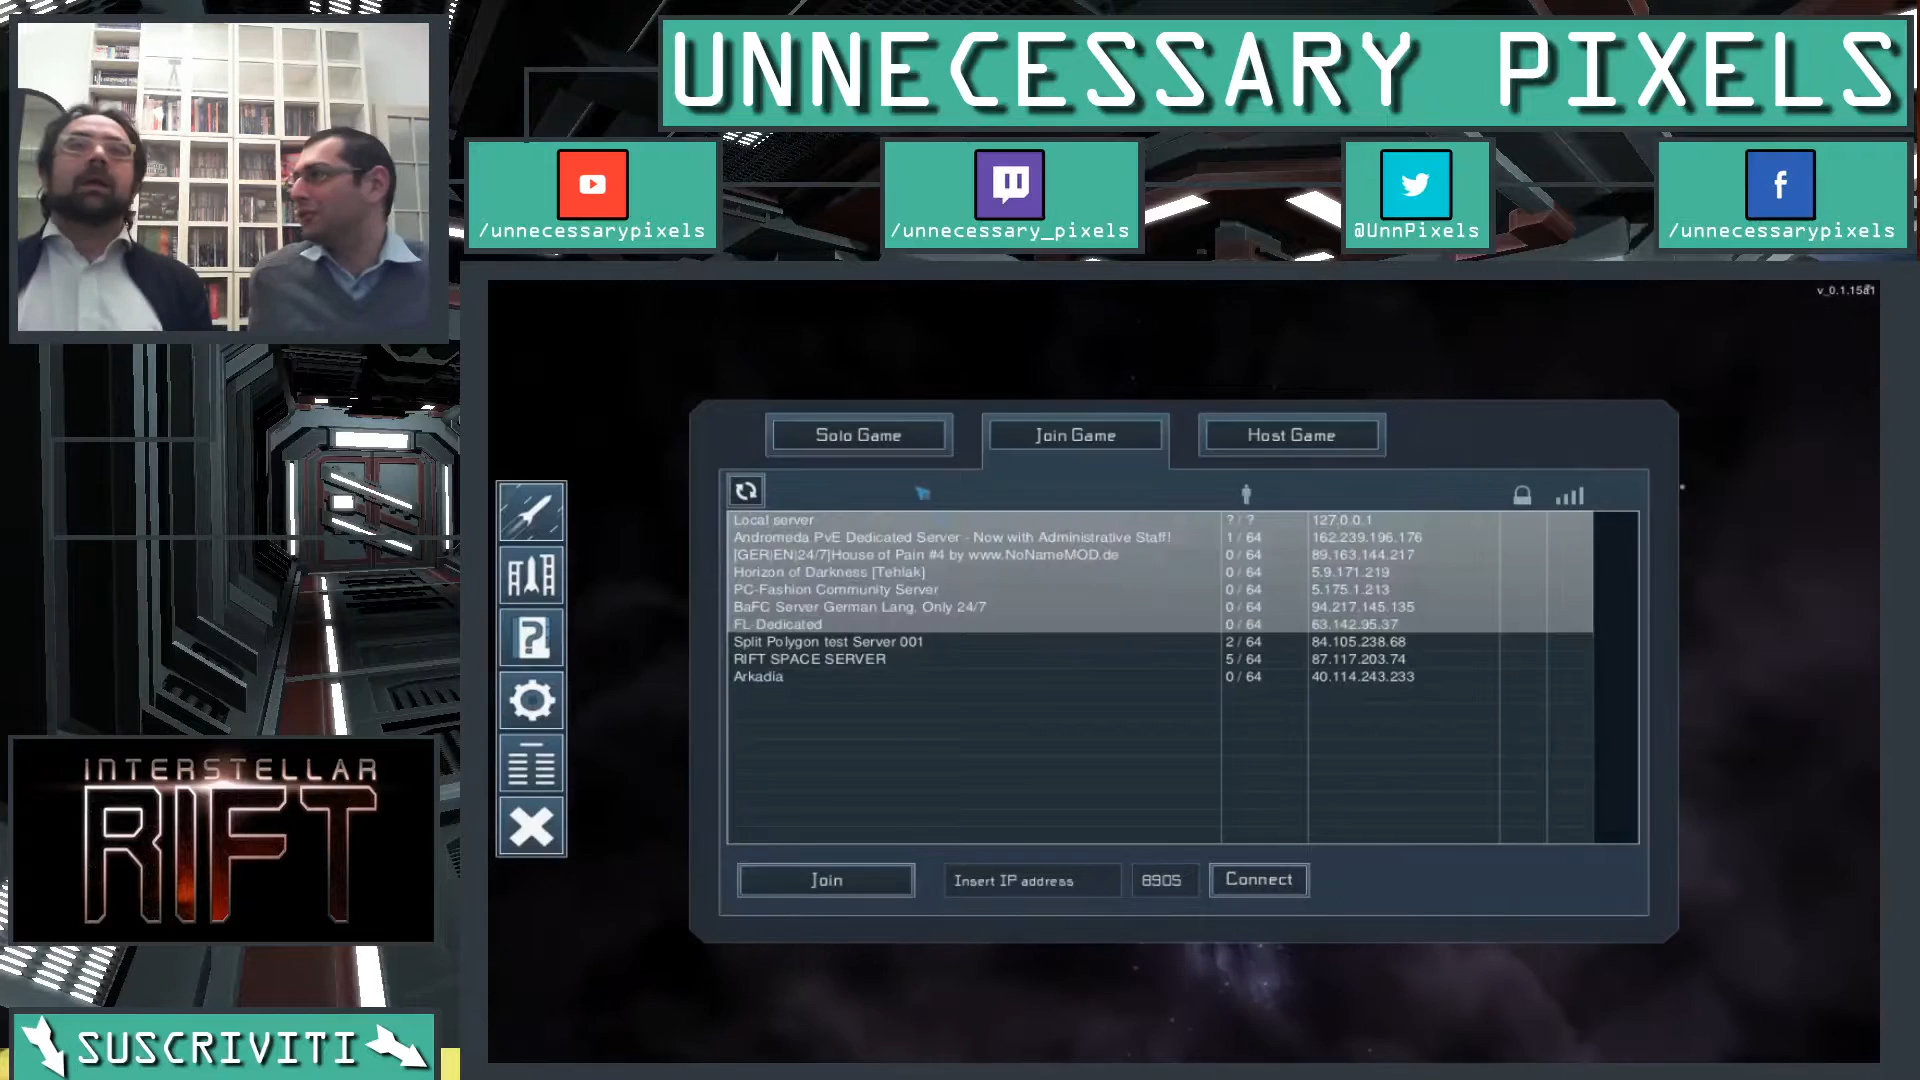 UNNECESSARY PIXELS
/unnecessarypixels
/unnecessary_pixels
@UnnPixels
/unnecessarypixels
Solo Game
Join Game
Host Game
Local server ? / ? 127.0.0.1
Andromeda PvE Dedicated Server - Now with Administrative Staff! 1 / 64 162.239.196.176
[GER|EN|24/7]House of Pain #4 by www.NoNameMOD.de 0 / 64 89.163.144.217
Horizon of Darkness [Tehlak] 0 / 64 5.9.171.219
PC-Fashion Community Server 0 / 64 5.175.1.213
BaFC Server German Lang. Only 24/7 0 / 64 94.217.145.135
FL-Dedicated 0 / 64 63.142.95.37
Split Polygon test Server 001 2 / 64 84.105.238.68
RIFT SPACE SERVER 5 / 64 87.117.203.74
Arkadia 0 / 64 40.114.243.233
Join
Insert IP address
8905
Connect
INTERSTELLAR
RIFT
SUSCRIVITI